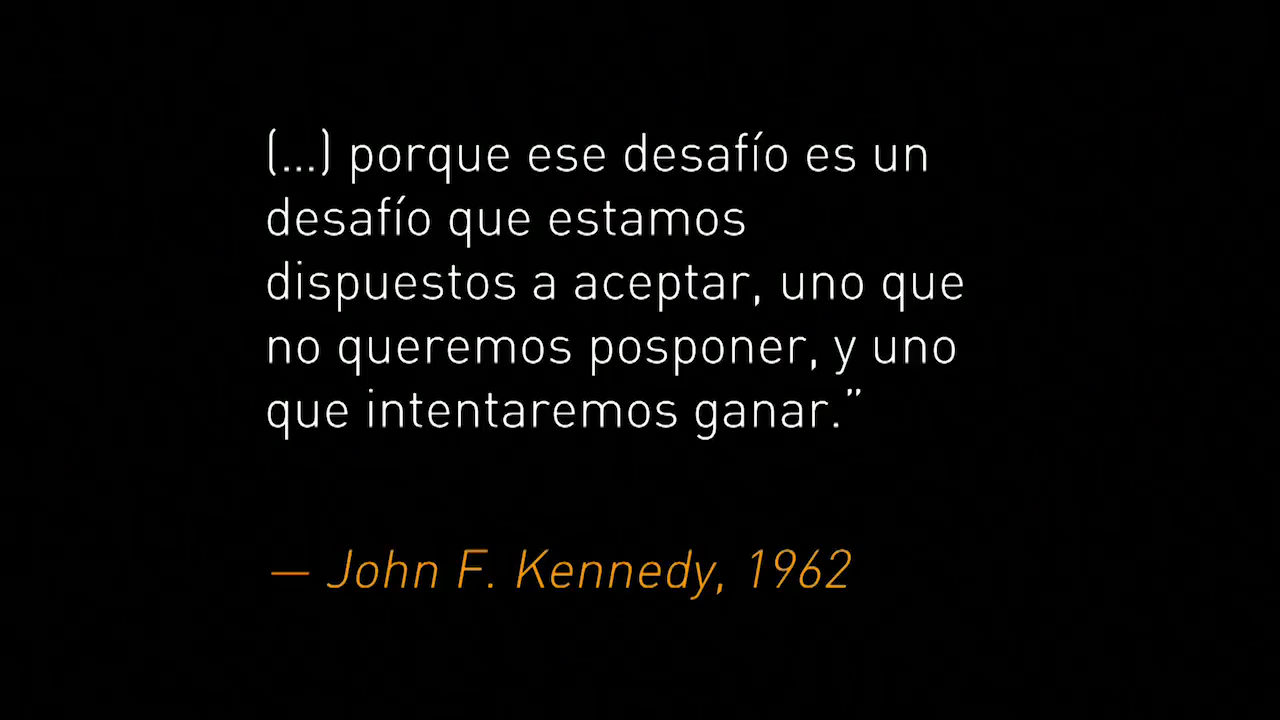 (...) porque ese desafío es un
desafío que estamos
dispuestos a aceptar, uno que
no queremos posponer, y uno
que intentaremos ganar.”
— John F. Kennedy, 1962